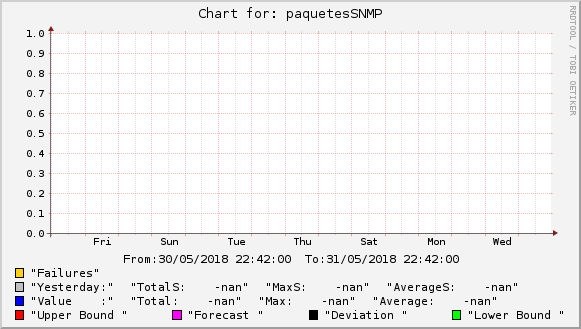 Chart for: paquetesSNMP
RRDTOOL / TOBI OETIKER
1.0
0.9
0.8
0.7
0.6
0.5
0.4
0.3
0.2
0.1
0.0
Fri Sun Tue Thu Sat Mon Wed
From:30/05/2018 22:42:00 To:31/05/2018 22:42:00
"Failures"
"Yesterday:" "TotalS: -nan" "MaxS: -nan" "AverageS: -nan"
"Value :" "Total: -nan" "Max: -nan" "Average: -nan"
"Upper Bound " "Forecast " "Deviation " "Lower Bound "